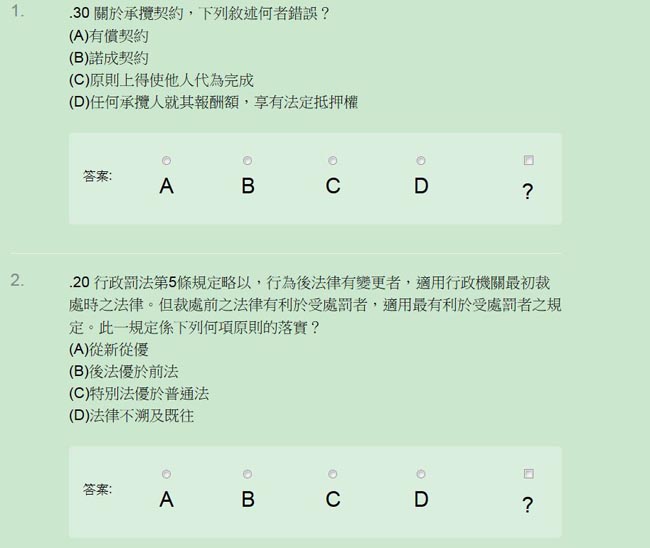 1.
.30 關於承攬契約，下列敘述何者錯誤？
(A)有償契約
(B)諾成契約
(C)原則上得使他人代為完成
(D)任何承攬人就其報酬額，享有法定抵押權
答案:
A B C D ?
2.
.20 行政罰法第5條規定略以，行為後法律有變更者，適用行政機關最初裁
處時之法律。但裁處前之法律有利於受處罰者，適用最有利於受處罰者之規
定。此一規定係下列何項原則的落實？
(A)從新從優
(B)後法優於前法
(C)特別法優於普通法
(D)法律不溯及既往
答案:
A B C D ?